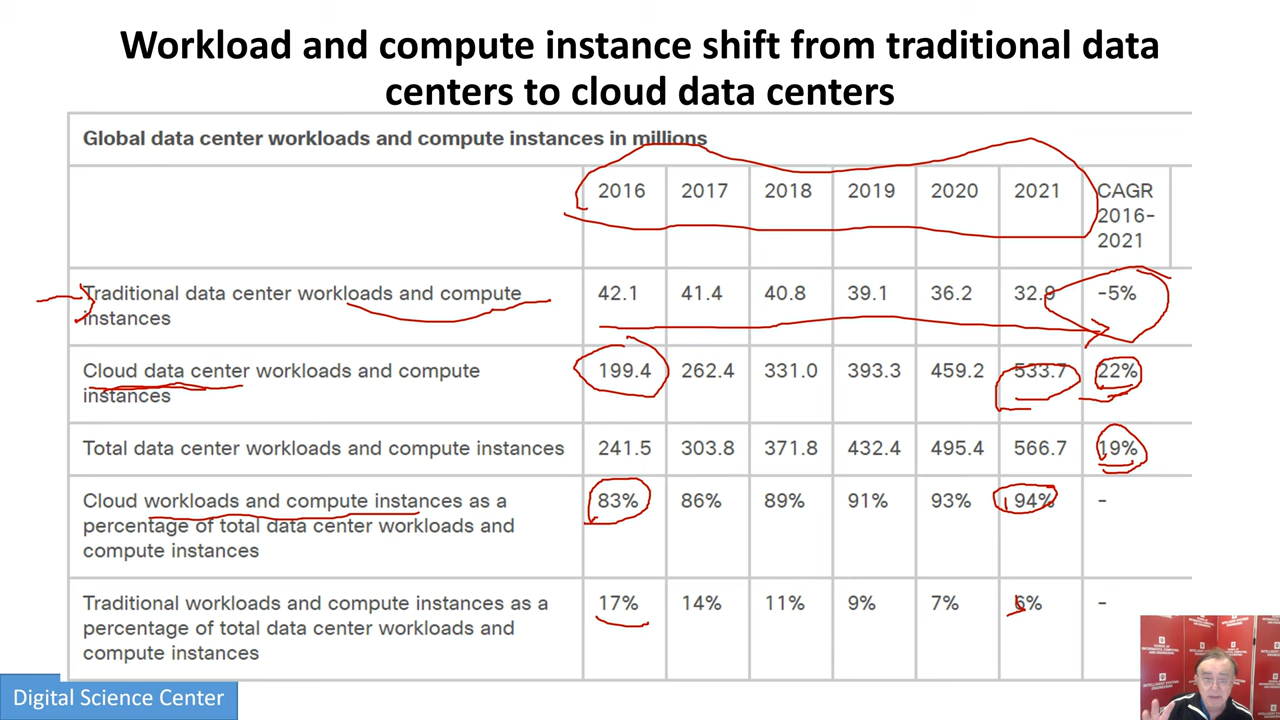 Workload and compute instance shift from traditional data
centers to cloud data centers
Global data center workloads and compute instances in millions
2016 2017 2018 2019 2020 2021 CAGR
2016-
2021
Traditional data center workloads and compute 42.1 41.4 40.8 39.1 36.2 32.9 -5%
instances
Cloud data center workloads and compute 199.4 262.4 331.0 393.3 459.2 533.7 22%
instances
Total data center workloads and compute instances 241.5 303.8 371.8 432.4 495.4 566.7 19%
Cloud workloads and compute instances as a 83% 86% 89% 91% 93% 94% -
percentage of total data center workloads and
compute instances
Traditional workloads and compute instances as a 17% 14% 11% 9% 7% 6% -
percentage of total data center workloads and
compute instances
Digital Science Center